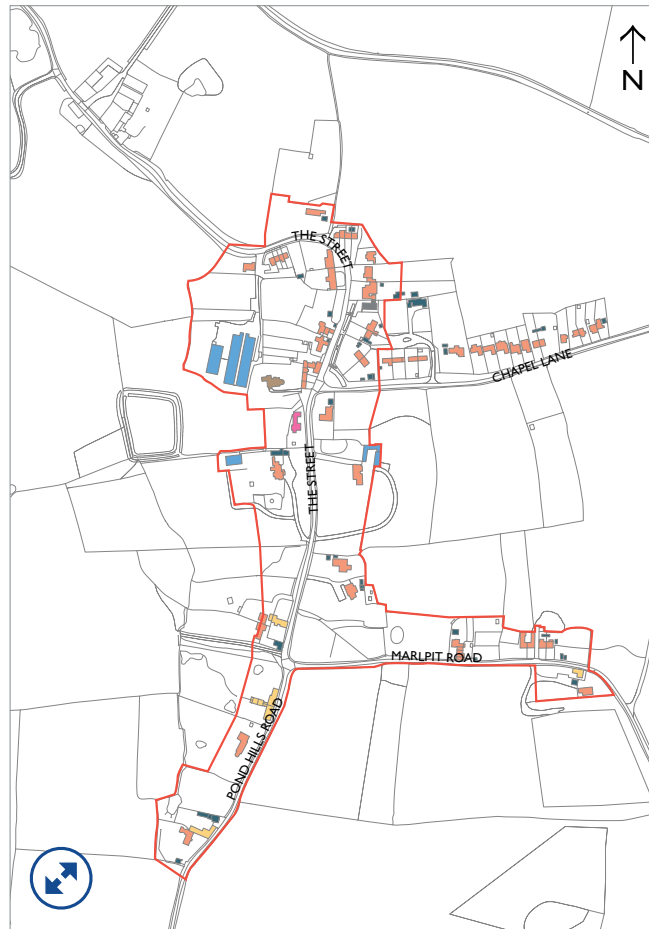 N
THE STREET
CHAPEL LANE
THE STREET
MARLPIT ROAD
POND HILLS ROAD